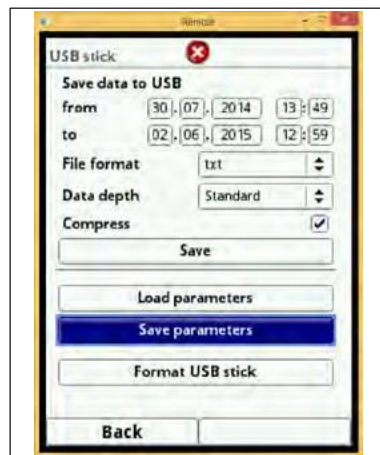 Remote
USB stick
Save data to USB
from 30 . 07 . 2014 13 : 49
to 02 . 06 . 2015 12 : 59
File format txt
Data depth Standard
Compress
Save
Load parameters
Save parameters
Format USB stick
Back